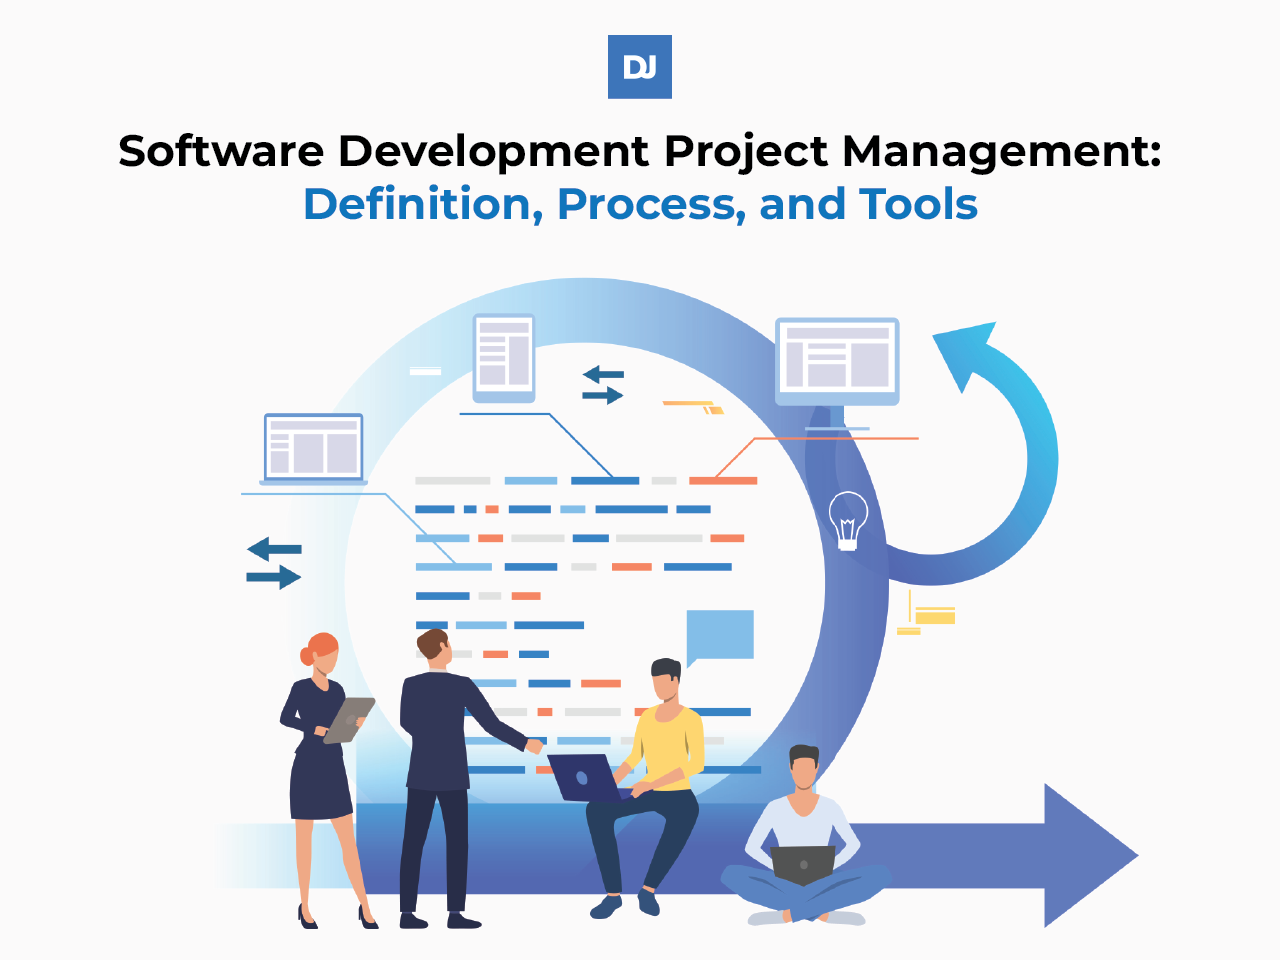 DJ
Software Development Project Management:
Definition, Process, and Tools